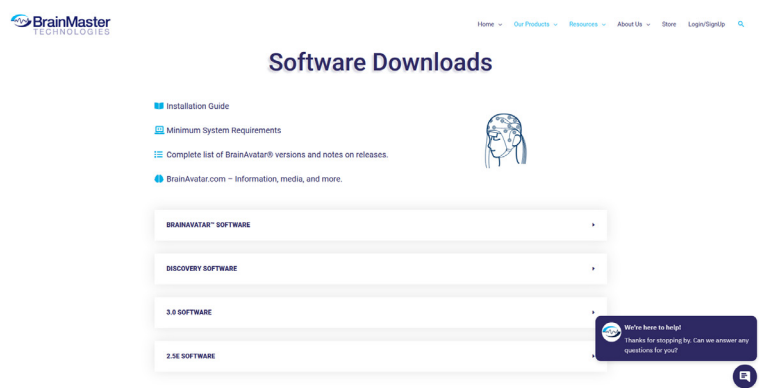 BrainMaster
TECHNOLOGIES
Home Our Products Resources About Us Store Login/SignUp
Software Downloads
Installation Guide
Minimum System Requirements
Complete list of BrainAvatar® versions and notes on releases.
BrainAvatar.com – Information, media, and more.
BRAINAVATAR™ SOFTWARE
DISCOVERY SOFTWARE
3.0 SOFTWARE
2.5E SOFTWARE
We're here to help!
Thanks for stopping by. Can we answer any
questions for you?